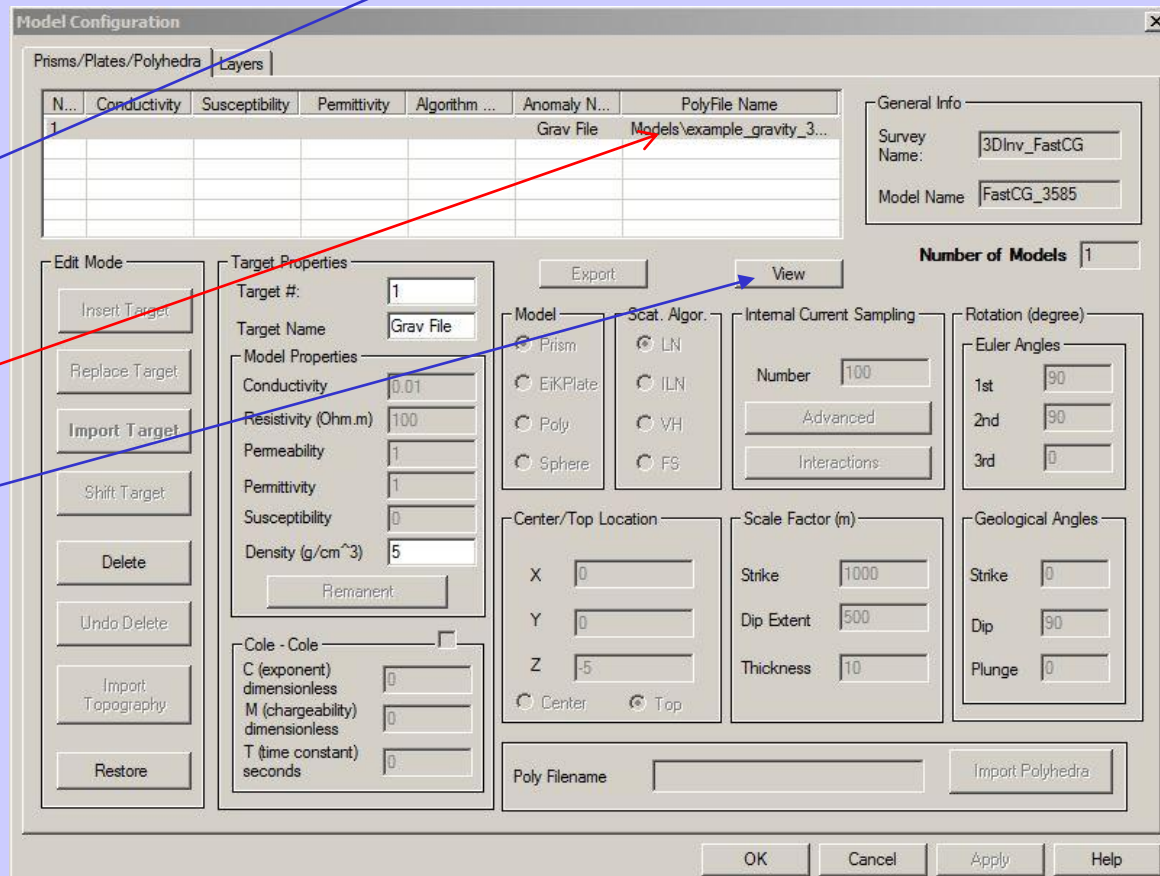 Model Configuration
Prisms/Plates/Polyhedra Layers
N... Conductivity Susceptibility Permittivity Algorithm ... Anomaly N... PolyFile Name
1 Grav File Models\example_gravity_3...
General Info
Survey Name: 3DInv_FastCG
Model Name FastCG_3585
Number of Models 1
Edit Mode
Insert Target
Replace Target
Import Target
Shift Target
Delete
Undo Delete
Import Topography
Restore
Target Properties
Target #: 1
Target Name Grav File
Model Properties
Conductivity 0.01
Resistivity (Ohm.m) 100
Permeability 1
Permittivity 1
Susceptibility 0
Density (g/cm^3) 5
Remanent
Cole - Cole
C (exponent) dimensionless 0
M (chargeability) dimensionless 0
T (time constant) seconds 0
Export
View
Model
Prism
EiKPlate
Poly
Sphere
Scat. Algor.
LN
ILN
VH
FS
Internal Current Sampling
Number 100
Advanced
Interactions
Rotation (degree)
Euler Angles
1st 90
2nd 90
3rd 0
Center/Top Location
X 0
Y 0
Z -5
Center Top
Scale Factor (m)
Strike 1000
Dip Extent 500
Thickness 10
Geological Angles
Strike 0
Dip 90
Plunge 0
Poly Filename
Import Polyhedra
OK Cancel Apply Help